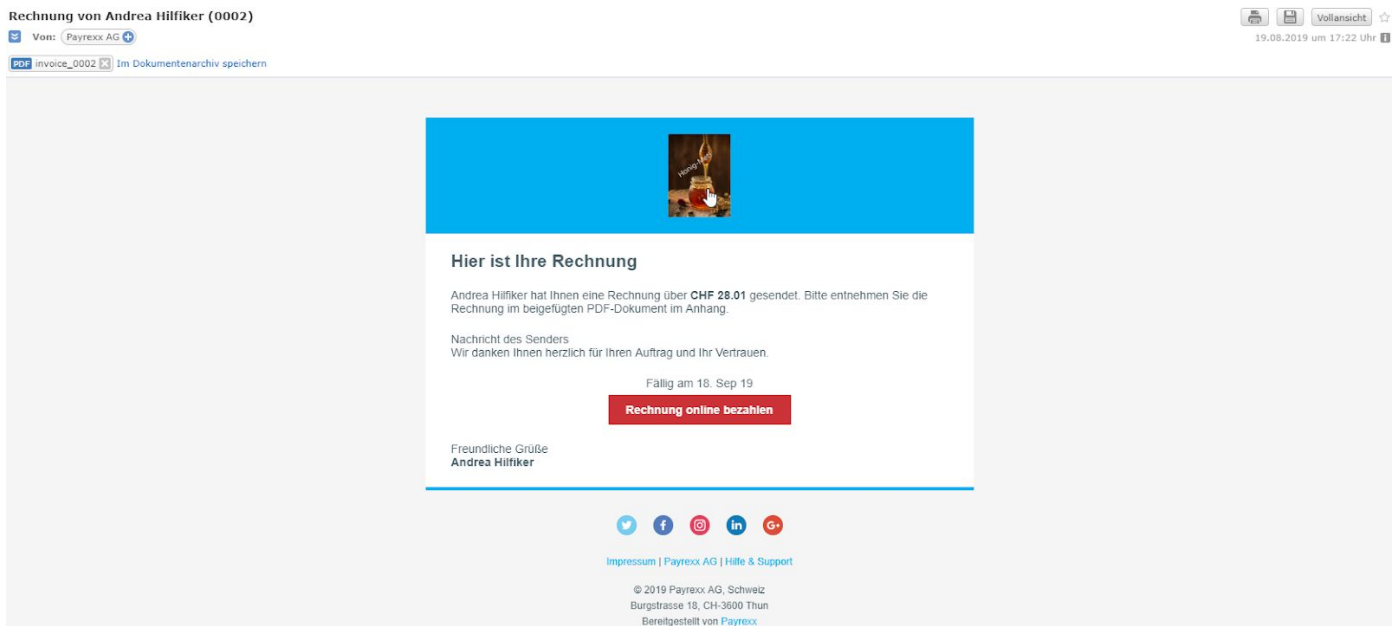 Rechnung von Andrea Hilfiker (0002)
Vollansicht
Von: Payrexx AG
19.08.2019 um 17:22 Uhr
PDF invoice_0002 Im Dokumentenarchiv speichern
Hier ist Ihre Rechnung
Andrea Hilfiker hat Ihnen eine Rechnung über CHF 28.01 gesendet. Bitte entnehmen Sie die
Rechnung im beigefügten PDF-Dokument im Anhang.
Nachricht des Senders
Wir danken Ihnen herzlich für Ihren Auftrag und Ihr Vertrauen.
Fällig am 18. Sep 19
Rechnung online bezahlen
Freundliche Grüße
Andrea Hilfiker
Impressum | Payrexx AG | Hilfe & Support
© 2019 Payrexx AG, Schweiz
Burgstrasse 18, CH-3600 Thun
Bereitgestellt von Payrexx